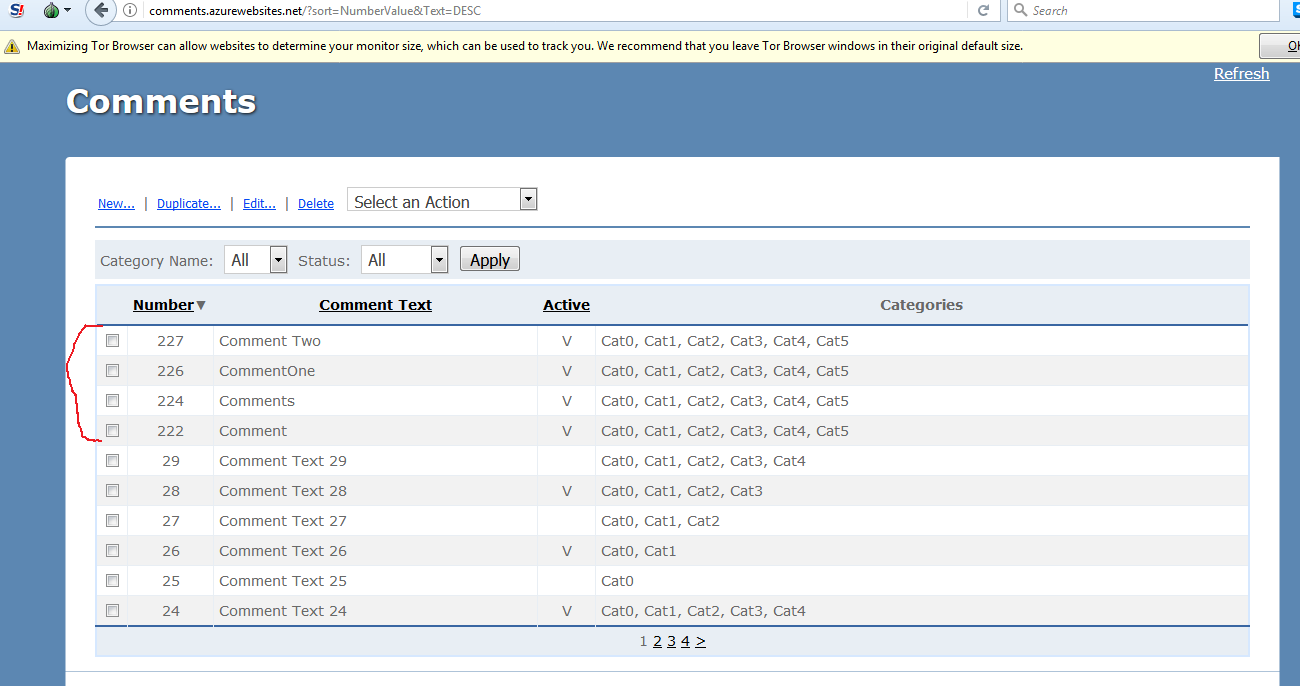 S!
comments.azurewebsites.net/?sort=NumberValue&Text=DESC
Search
Maximizing Tor Browser can allow websites to determine your monitor size, which can be used to track you. We recommend that you leave Tor Browser windows in their original default size.
Refresh
Comments
New... | Duplicate... | Edit... | Delete Select an Action
Category Name: All Status: All Apply
Number▼ Comment Text Active Categories
227 Comment Two V Cat0, Cat1, Cat2, Cat3, Cat4, Cat5
226 CommentOne V Cat0, Cat1, Cat2, Cat3, Cat4, Cat5
224 Comments V Cat0, Cat1, Cat2, Cat3, Cat4, Cat5
222 Comment V Cat0, Cat1, Cat2, Cat3, Cat4, Cat5
29 Comment Text 29 Cat0, Cat1, Cat2, Cat3, Cat4
28 Comment Text 28 V Cat0, Cat1, Cat2, Cat3
27 Comment Text 27 Cat0, Cat1, Cat2
26 Comment Text 26 V Cat0, Cat1
25 Comment Text 25 Cat0
24 Comment Text 24 V Cat0, Cat1, Cat2, Cat3, Cat4
1 2 3 4 >